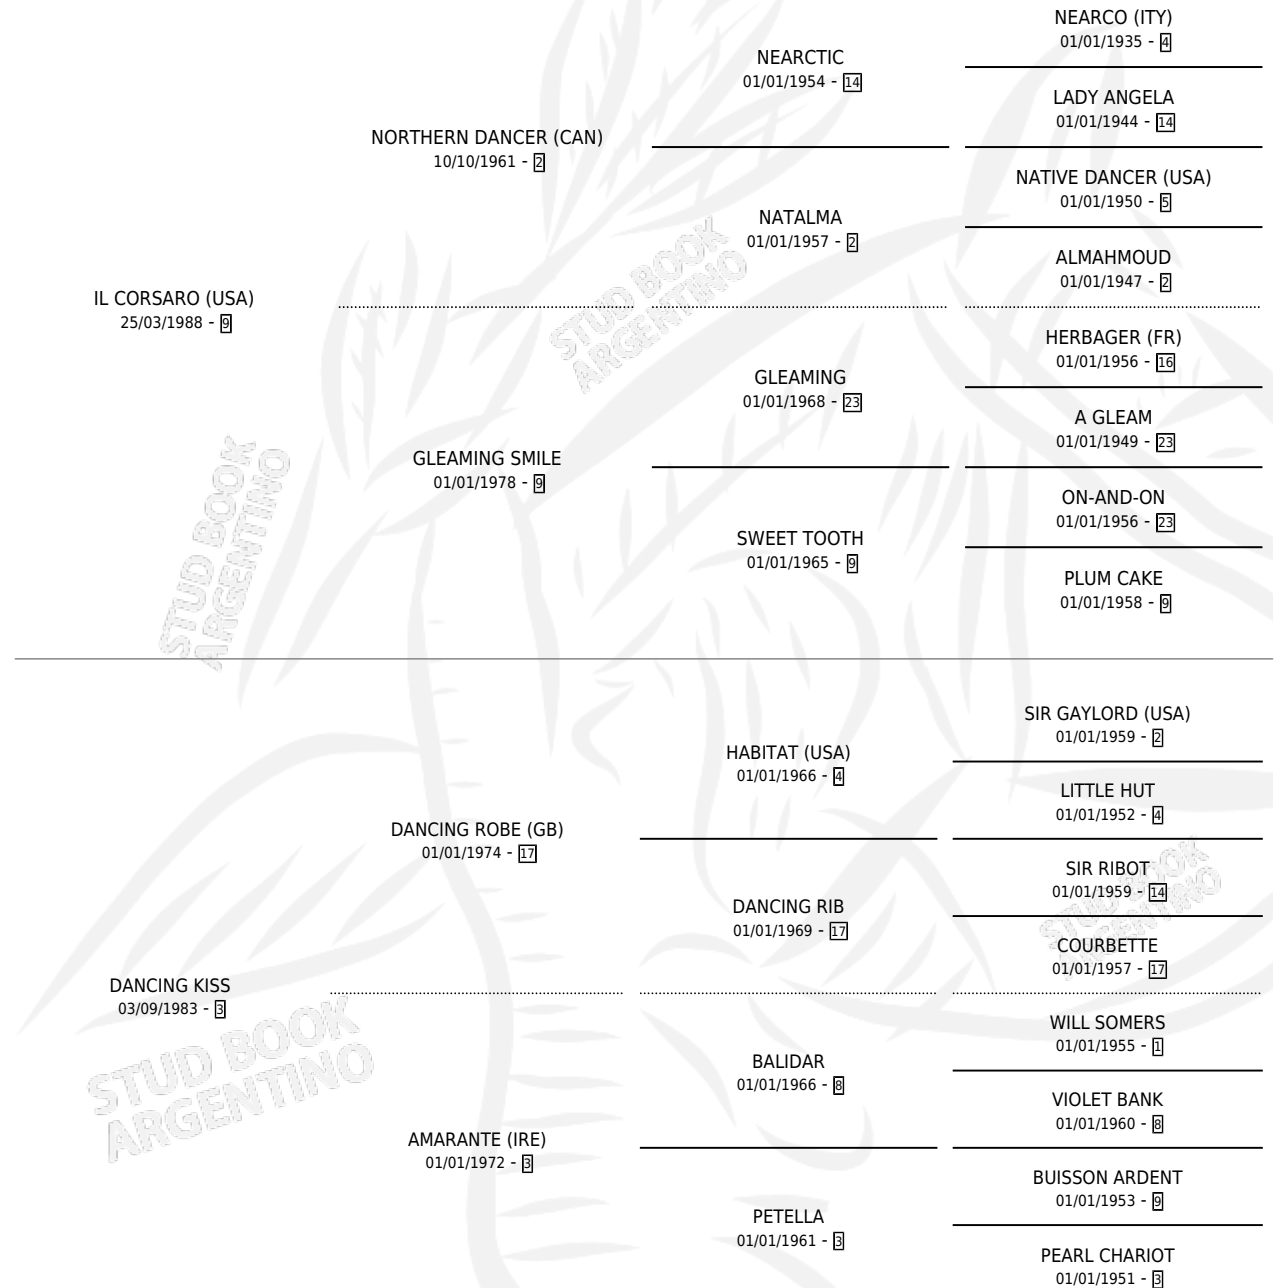 NEARCO (ITY)
01/01/1935 - 4
NEARCTIC
01/01/1954 - 14
LADY ANGELA
01/01/1944 - 14
NORTHERN DANCER (CAN)
10/10/1961 - 2
NATIVE DANCER (USA)
01/01/1950 - 5
NATALMA
01/01/1957 - 2
ALMAHMOUD
01/01/1947 - 2
IL CORSARO (USA)
25/03/1988 - 9
HERBAGER (FR)
01/01/1956 - 16
GLEAMING
01/01/1968 - 23
A GLEAM
01/01/1949 - 23
GLEAMING SMILE
01/01/1978 - 9
ON-AND-ON
01/01/1956 - 23
SWEET TOOTH
01/01/1965 - 9
PLUM CAKE
01/01/1958 - 9
SIR GAYLORD (USA)
01/01/1959 - 2
HABITAT (USA)
01/01/1966 - 4
LITTLE HUT
01/01/1952 - 4
DANCING ROBE (GB)
01/01/1974 - 17
SIR RIBOT
01/01/1959 - 14
DANCING RIB
01/01/1969 - 17
COURBETTE
01/01/1957 - 17
DANCING KISS
03/09/1983 - 3
WILL SOMERS
01/01/1955 - 1
BALIDAR
01/01/1966 - 8
VIOLET BANK
01/01/1960 - 8
AMARANTE (IRE)
01/01/1972 - 3
BUISSON ARDENT
01/01/1953 - 9
PETELLA
01/01/1961 - 3
PEARL CHARIOT
01/01/1951 - 3
STUD BOOK
ARGENTINO
STUD BOOK
ARGENTINO
STUD BOOK
ARGENTINO
STUD BOOK
ARGENTINO